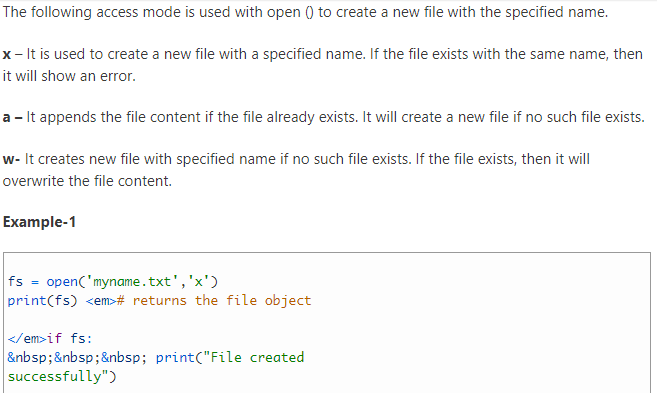 The following access mode is used with open () to create a new file with the specified name.
x – It is used to create a new file with a specified name. If the file exists with the same name, then
it will show an error.
a – It appends the file content if the file already exists. It will create a new file if no such file exists.
w- It creates new file with specified name if no such file exists. If the file exists, then it will
overwrite the file content.
Example-1
fs = open('myname.txt','x')
print(fs) <em># returns the file object
</em>if fs:
&nbsp;&nbsp;&nbsp; print("File created
successfully")